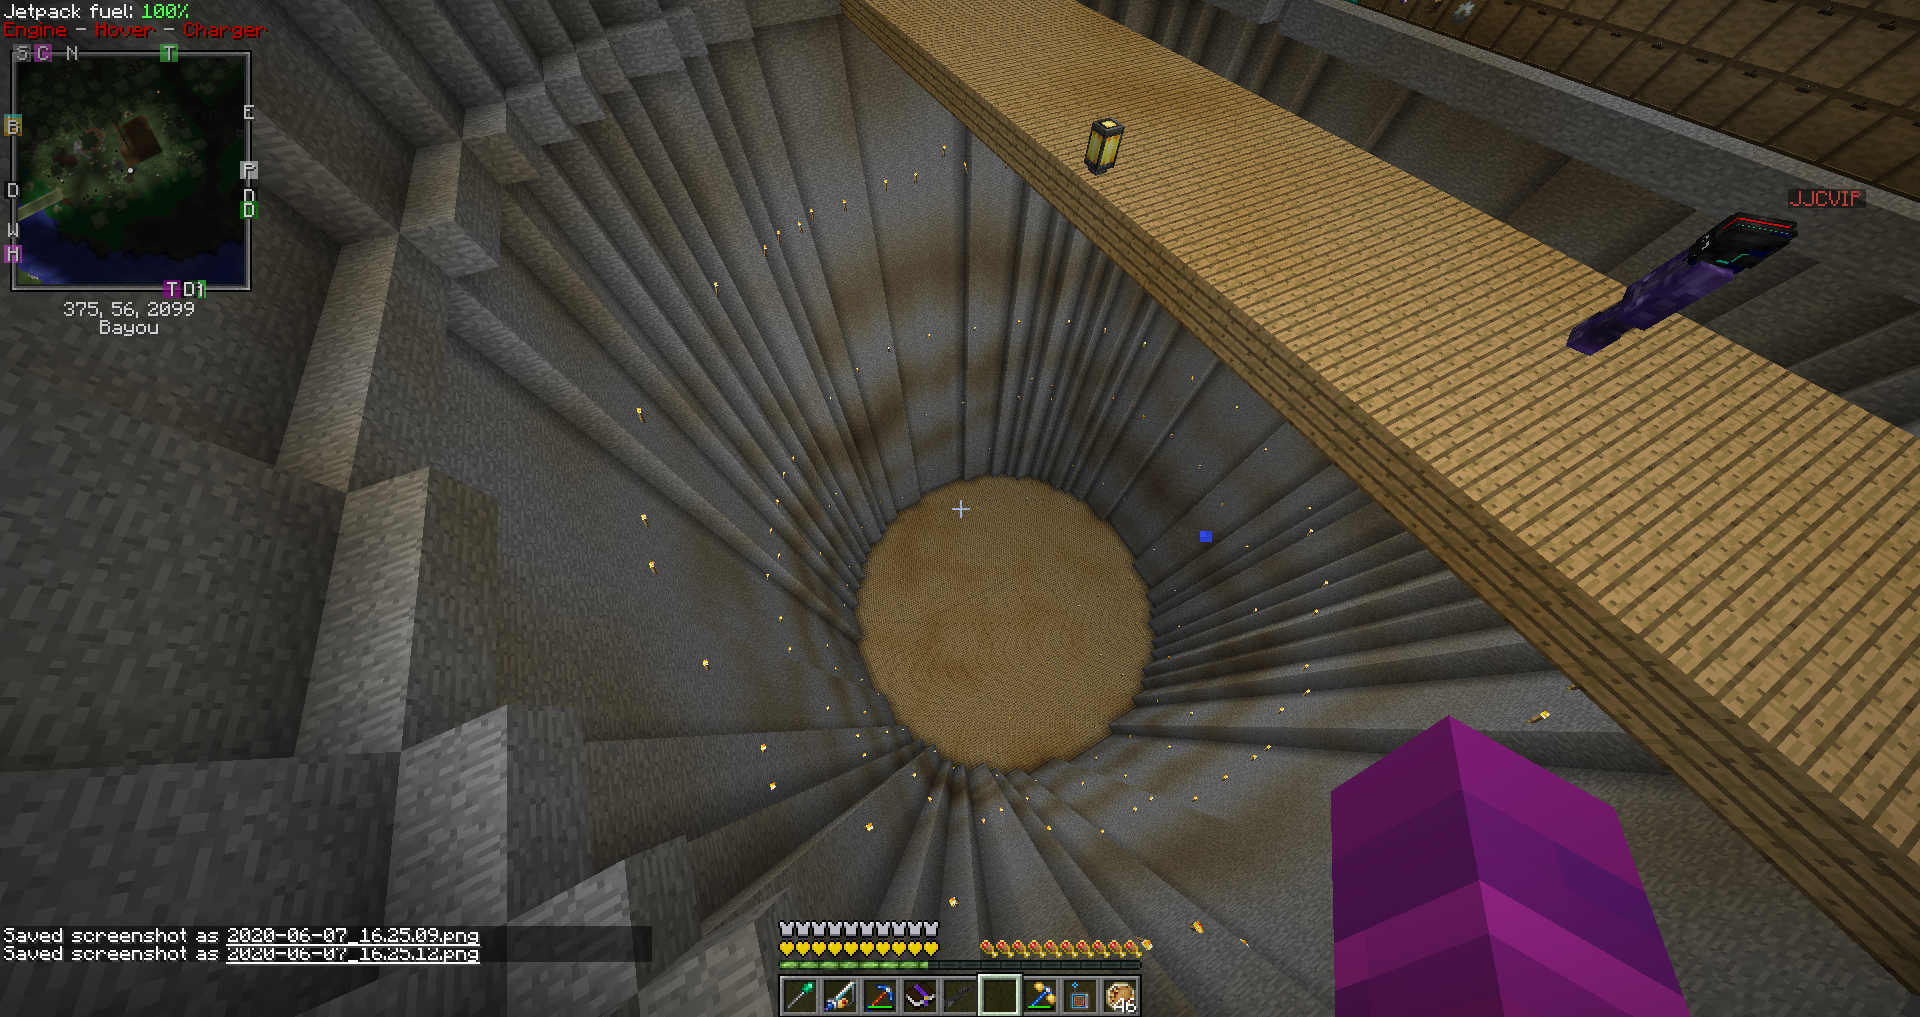 Jetpack fuel: 100%
Engine - Hover - Charger
S C N T
B
E
P
D
D
D
W
H
T D
375, 56, 2099
Bayou
JJCVIP
Saved screenshot as 2020-06-07_16.25.09.png
Saved screenshot as 2020-06-07_16.25.12.png
46